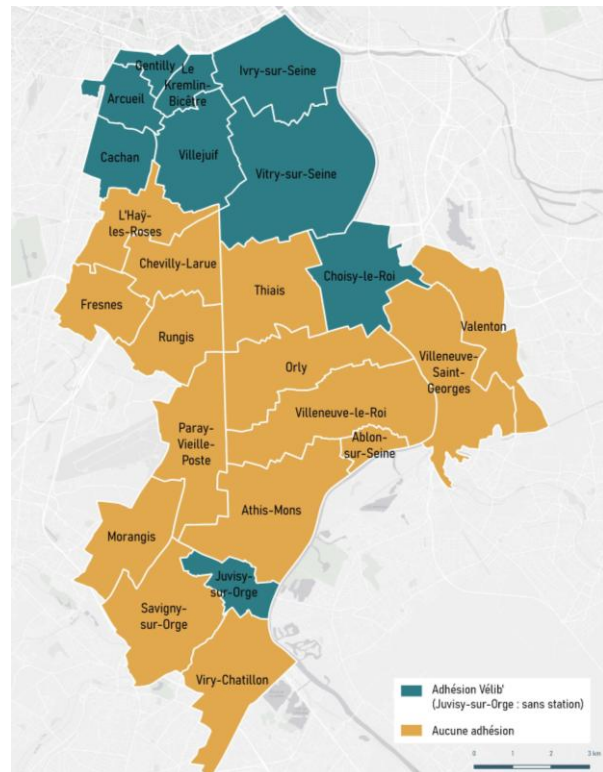 Gentilly
Le
Kremlin-
Bicêtre
Ivry-sur-Seine
Arcueil
Cachan
Villejuif
Vitry-sur-Seine
L'Haÿ-
les-Roses
Chevilly-Larue
Thiais
Choisy-le-Roi
Fresnes
Rungis
Valenton
Villeneuve-
Saint-
Georges
Orly
Villeneuve-le-Roi
Paray-
Vieille-
Poste
Ablon-
sur-Seine
Athis-Mons
Morangis
Juvisy-
sur-Orge
Savigny-
sur-Orge
Viry-Chatillon
Adhésion Vélib'
(Juvisy-sur-Orge : sans station)
Aucune adhésion
0 1 2 3 km